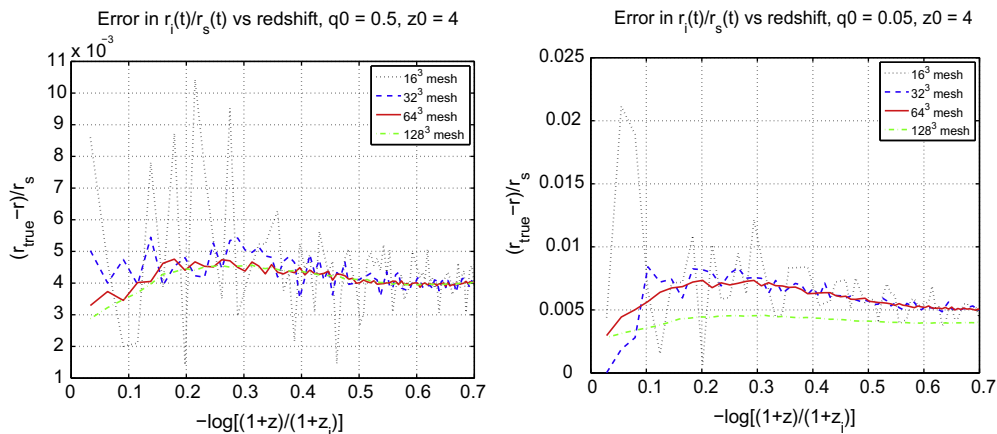 Error in r_i(t)/r_s(t) vs redshift, q0 = 0.5, z0 = 4
x 10^−3
11
10
9
8
7
6
5
4
3
2
1
0
0.1
0.2
0.3
0.4
0.5
0.6
0.7
(r_true −r)/r_s
−log[(1+z)/(1+z_i)]
16^3 mesh
32^3 mesh
64^3 mesh
128^3 mesh
Error in r_i(t)/r_s(t) vs redshift, q0 = 0.05, z0 = 4
0.025
0.02
0.015
0.01
0.005
0
0
0.1
0.2
0.3
0.4
0.5
0.6
0.7
(r_true −r)/r_s
−log[(1+z)/(1+z_i)]
16^3 mesh
32^3 mesh
64^3 mesh
128^3 mesh